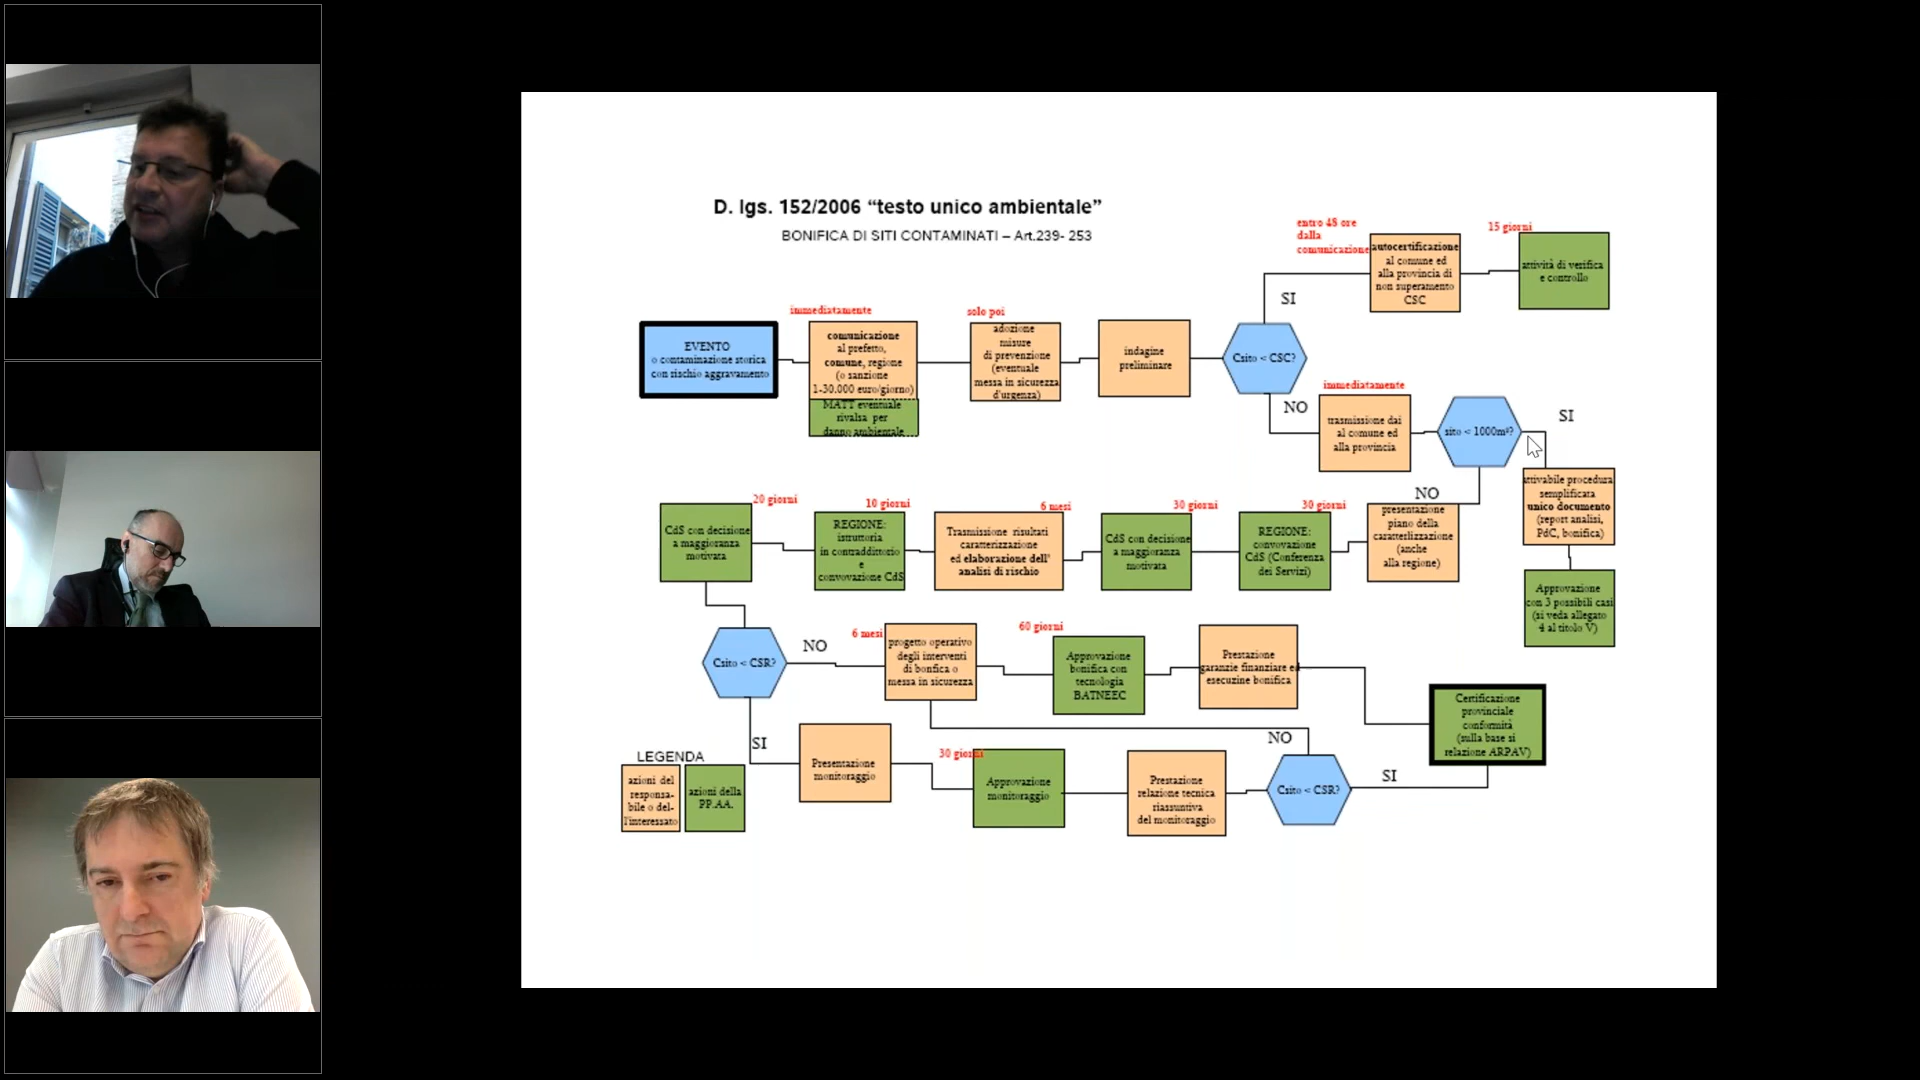 D. lgs. 152/2006 “testo unico ambientale”
BONIFICA DI SITI CONTAMINATI – Art.239- 253
entro 48 ore
dalla
comunicazione
autocertificazione
al comune ed
alla provincia di
non superamento
CSC
15 giorni
attività di verifica
e controllo
SI
EVENTO
o contaminazione storica
con rischio aggravamento
immediatamente
comunicazione
al prefetto,
comune, regione
(o sanzione
1-30.000 euro/giorno)
MATT eventuale
rivalsa per
danno ambientale
solo poi
adozione
misure
di prevenzione
(eventuale
messa in sicurezza
d'urgenza)
indagine
preliminare
Csito < CSC?
NO
immediatamente
trasmissione dai
al comune ed
alla provincia
sito < 1000m²?
SI
attivabile procedura
semplificata
unico documento
(report analisi,
PdC, bonifica)
Approvazione
con 3 possibili casi
(si veda allegato
4 al titolo V)
NO
presentazione
piano della
caratterlizzazione
(anche
alla regione)
30 giorni
REGIONE:
convovazione
CdS (Conferenza
dei Servizi)
30 giorni
CdS con decisione
a maggioranza
motivata
6 mesi
Trasmissione risultati
caratterizzazione
ed elaborazione dell'
analisi di rischio
10 giorni
REGIONE:
istruttoria
in contraddittorio
e
convovazione CdS
20 giorni
CdS con decisione
a maggioranza
motivata
Csito < CSR?
NO
6 mesi
progetto operativo
degli interventi
di bonfica o
messa in sicurezza
60 giorni
Approvazione
bonifica con
tecnologia
BATNEEC
Prestazione
garanzie finanziare ed
esecuzine bonifica
Certificazione
provinciale
conformità
(sulla base si
relazione ARPAV)
SI
Presentazione
monitoraggio
30 giorni
Approvazione
monitoraggio
Prestazione
relazione tecnica
riassuntiva
del monitoraggio
NO
Csito < CSR?
SI
LEGENDA
azioni del
responsa-
bile o del-
l'interessato
azioni della
PP.AA.